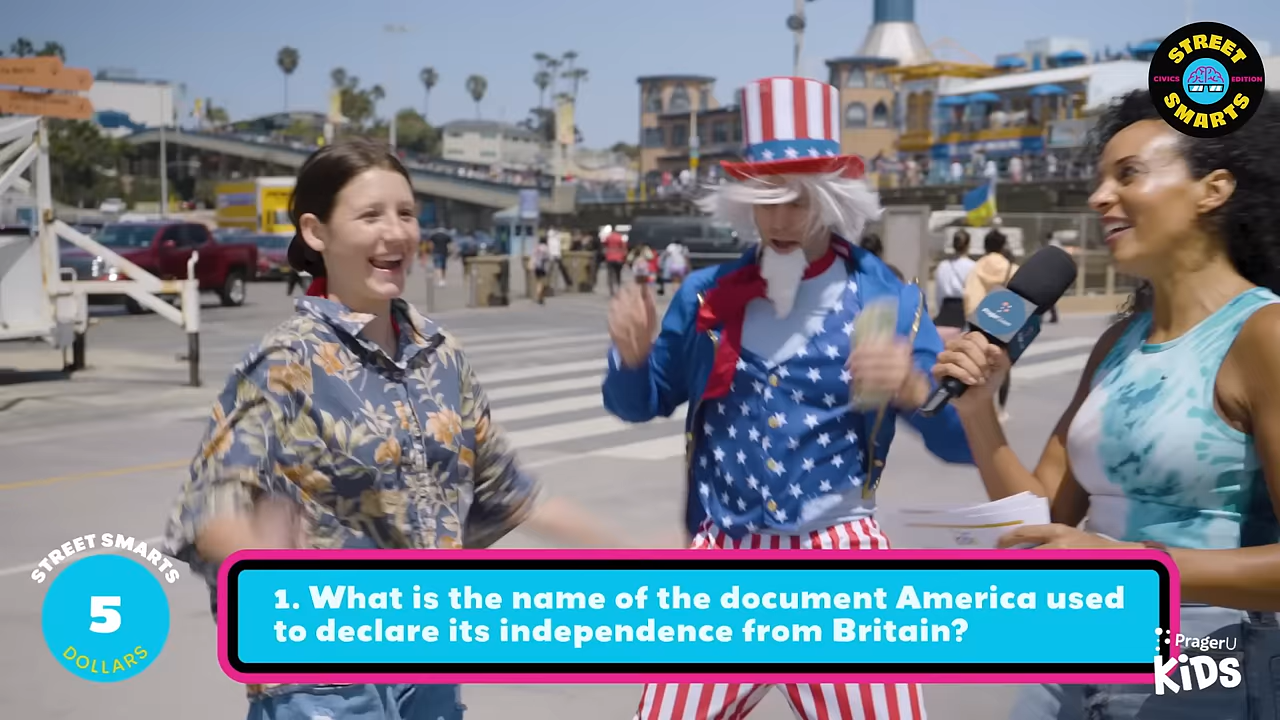 STREET
CIVICS EDITION
SMARTS
PragerU
STREET SMARTS
5
DOLLARS
1. What is the name of the document America used
to declare its independence from Britain?
PragerU
KiDS